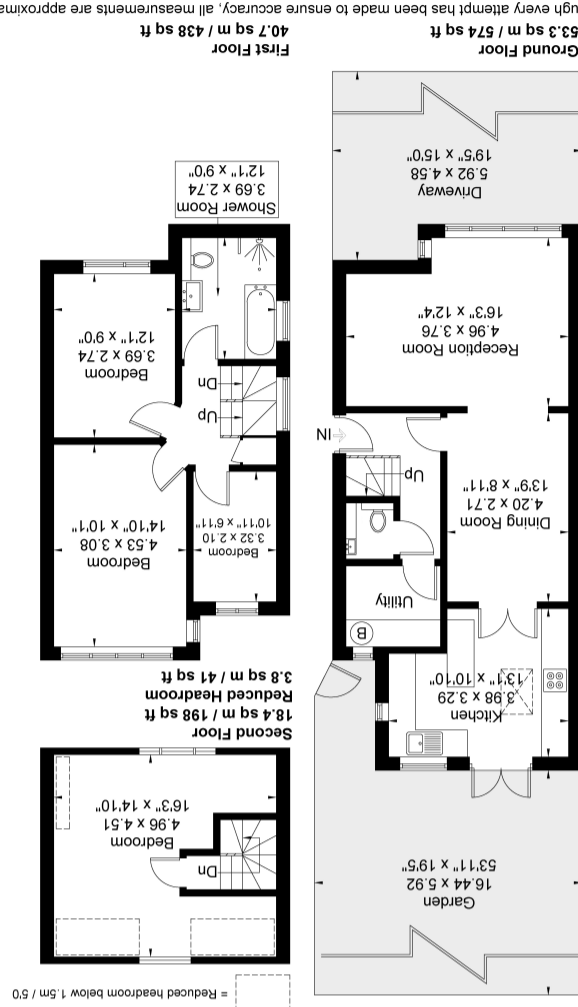 = Reduced headroom below 1.5m / 5'0
Garden
16.44 x 5.92
53'11" x 19'5"
Kitchen
3.98 x 3.29
13'1" x 10'10"
B
Utility
Dining Room
4.20 x 2.71
13'9" x 8'11"
Up
IN
Reception Room
4.96 x 3.76
16'3" x 12'4"
Driveway
5.92 x 4.58
19'5" x 15'0"
Ground Floor
53.3 sq m / 574 sq ft
Dn
Bedroom
4.96 x 4.51
16'3" x 14'10"
Second Floor
18.4 sq m / 198 sq ft
Reduced Headroom
3.8 sq m / 41 sq ft
Bedroom
4.53 x 3.08
14'10" x 10'1"
Bedroom
3.32 x 2.10
10'11" x 6'11"
Up
Dn
Bedroom
3.69 x 2.74
12'1" x 9'0"
Shower Room
3.69 x 2.74
12'1" x 9'0"
First Floor
40.7 sq m / 438 sq ft
every attempt has been made to ensure accuracy, all measurements are